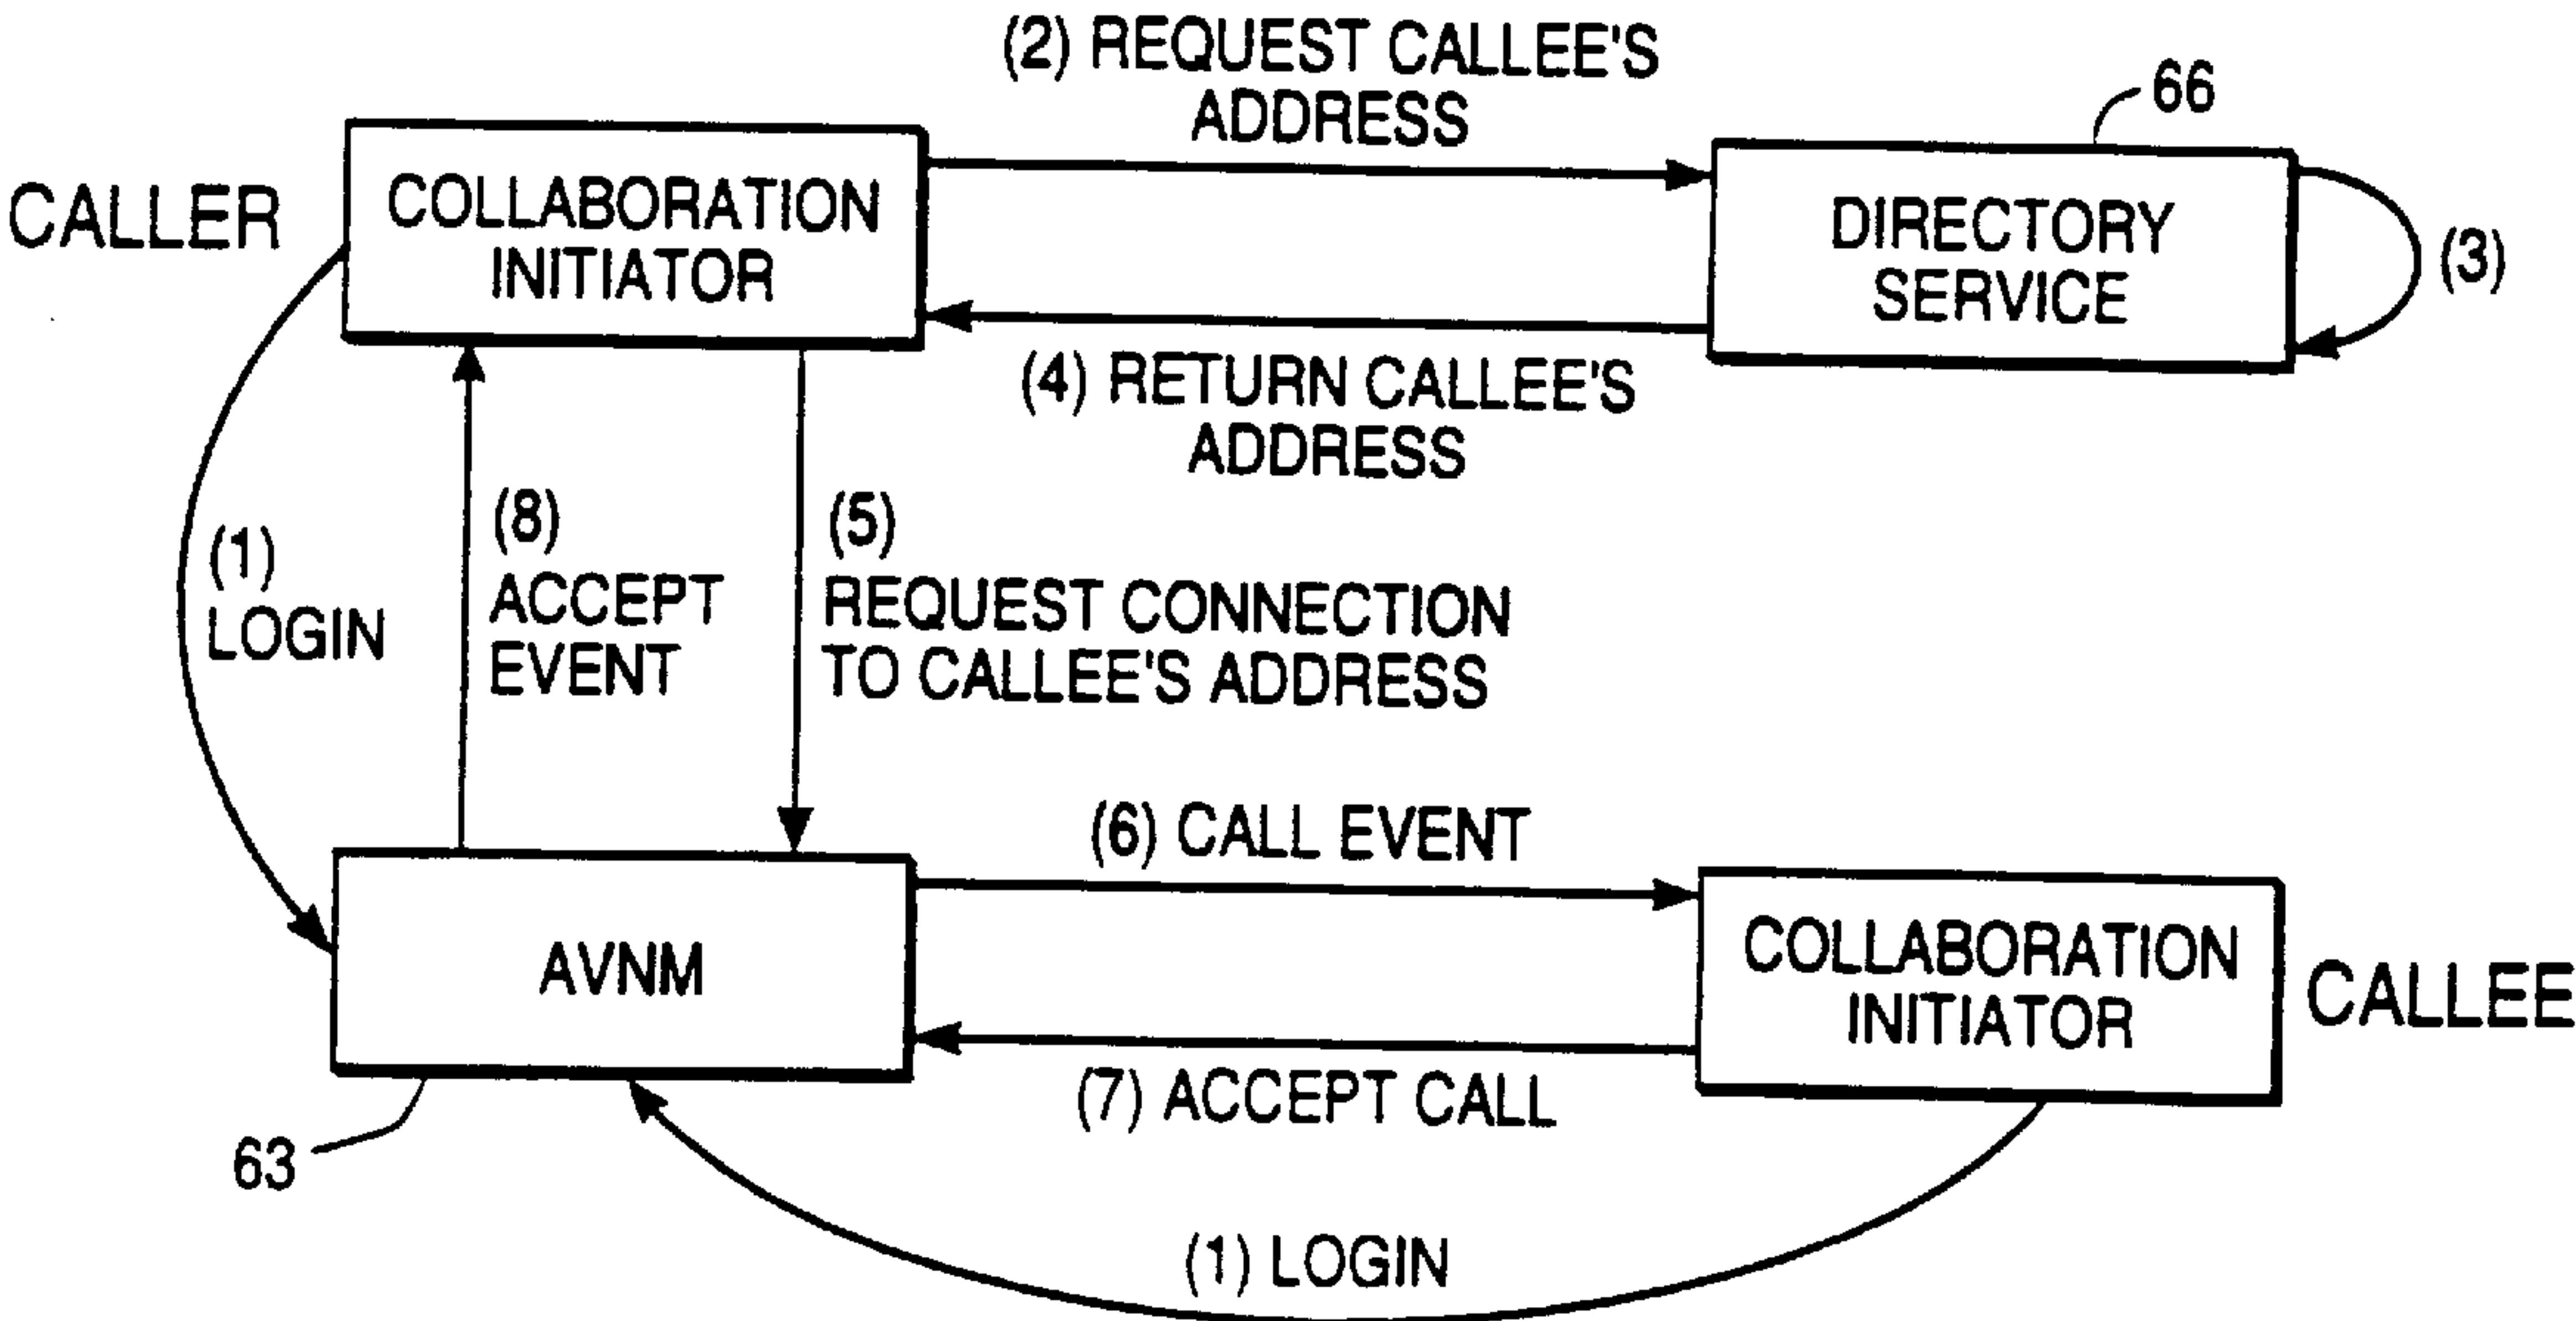 (2) REQUEST CALLEE'S
ADDRESS
66
CALLER
COLLABORATION
INITIATOR
DIRECTORY
SERVICE
(3)
(4) RETURN CALLEE'S
ADDRESS
(1)
LOGIN
(8)
ACCEPT
EVENT
(5)
REQUEST CONNECTION
TO CALLEE'S ADDRESS
(6) CALL EVENT
AVNM
COLLABORATION
INITIATOR
CALLEE
(7) ACCEPT CALL
63
(1) LOGIN